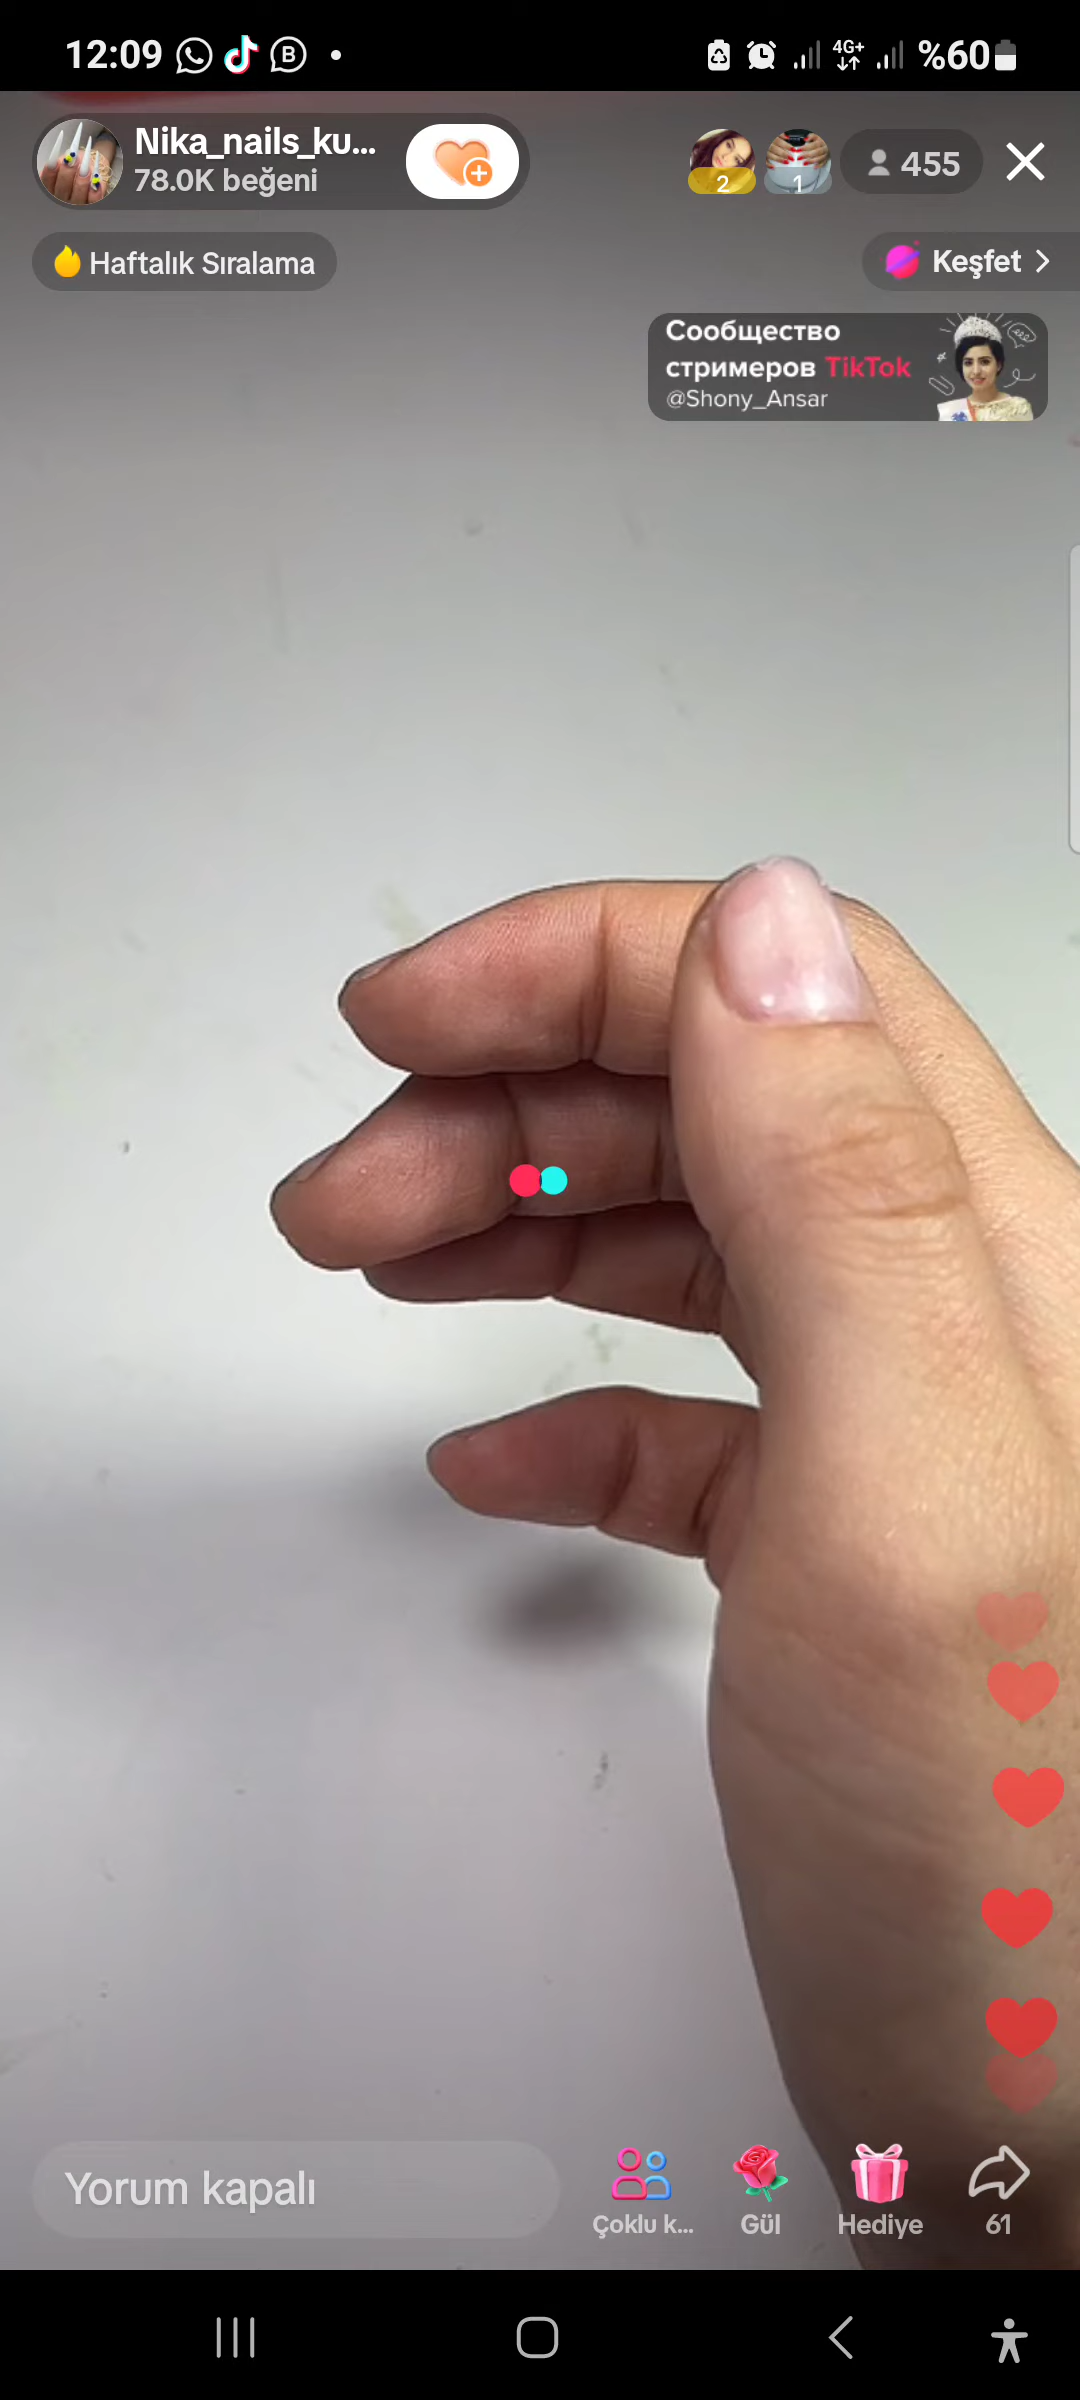 12:09
4G+
%60
Nika_nails_ku...
78.0K beğeni
2
1
455
Haftalık Sıralama
Keşfet
Сообщество
стримеров TikTok
@Shony_Ansar
Yorum kapalı
Çoklu k...
Gül
Hediye
61